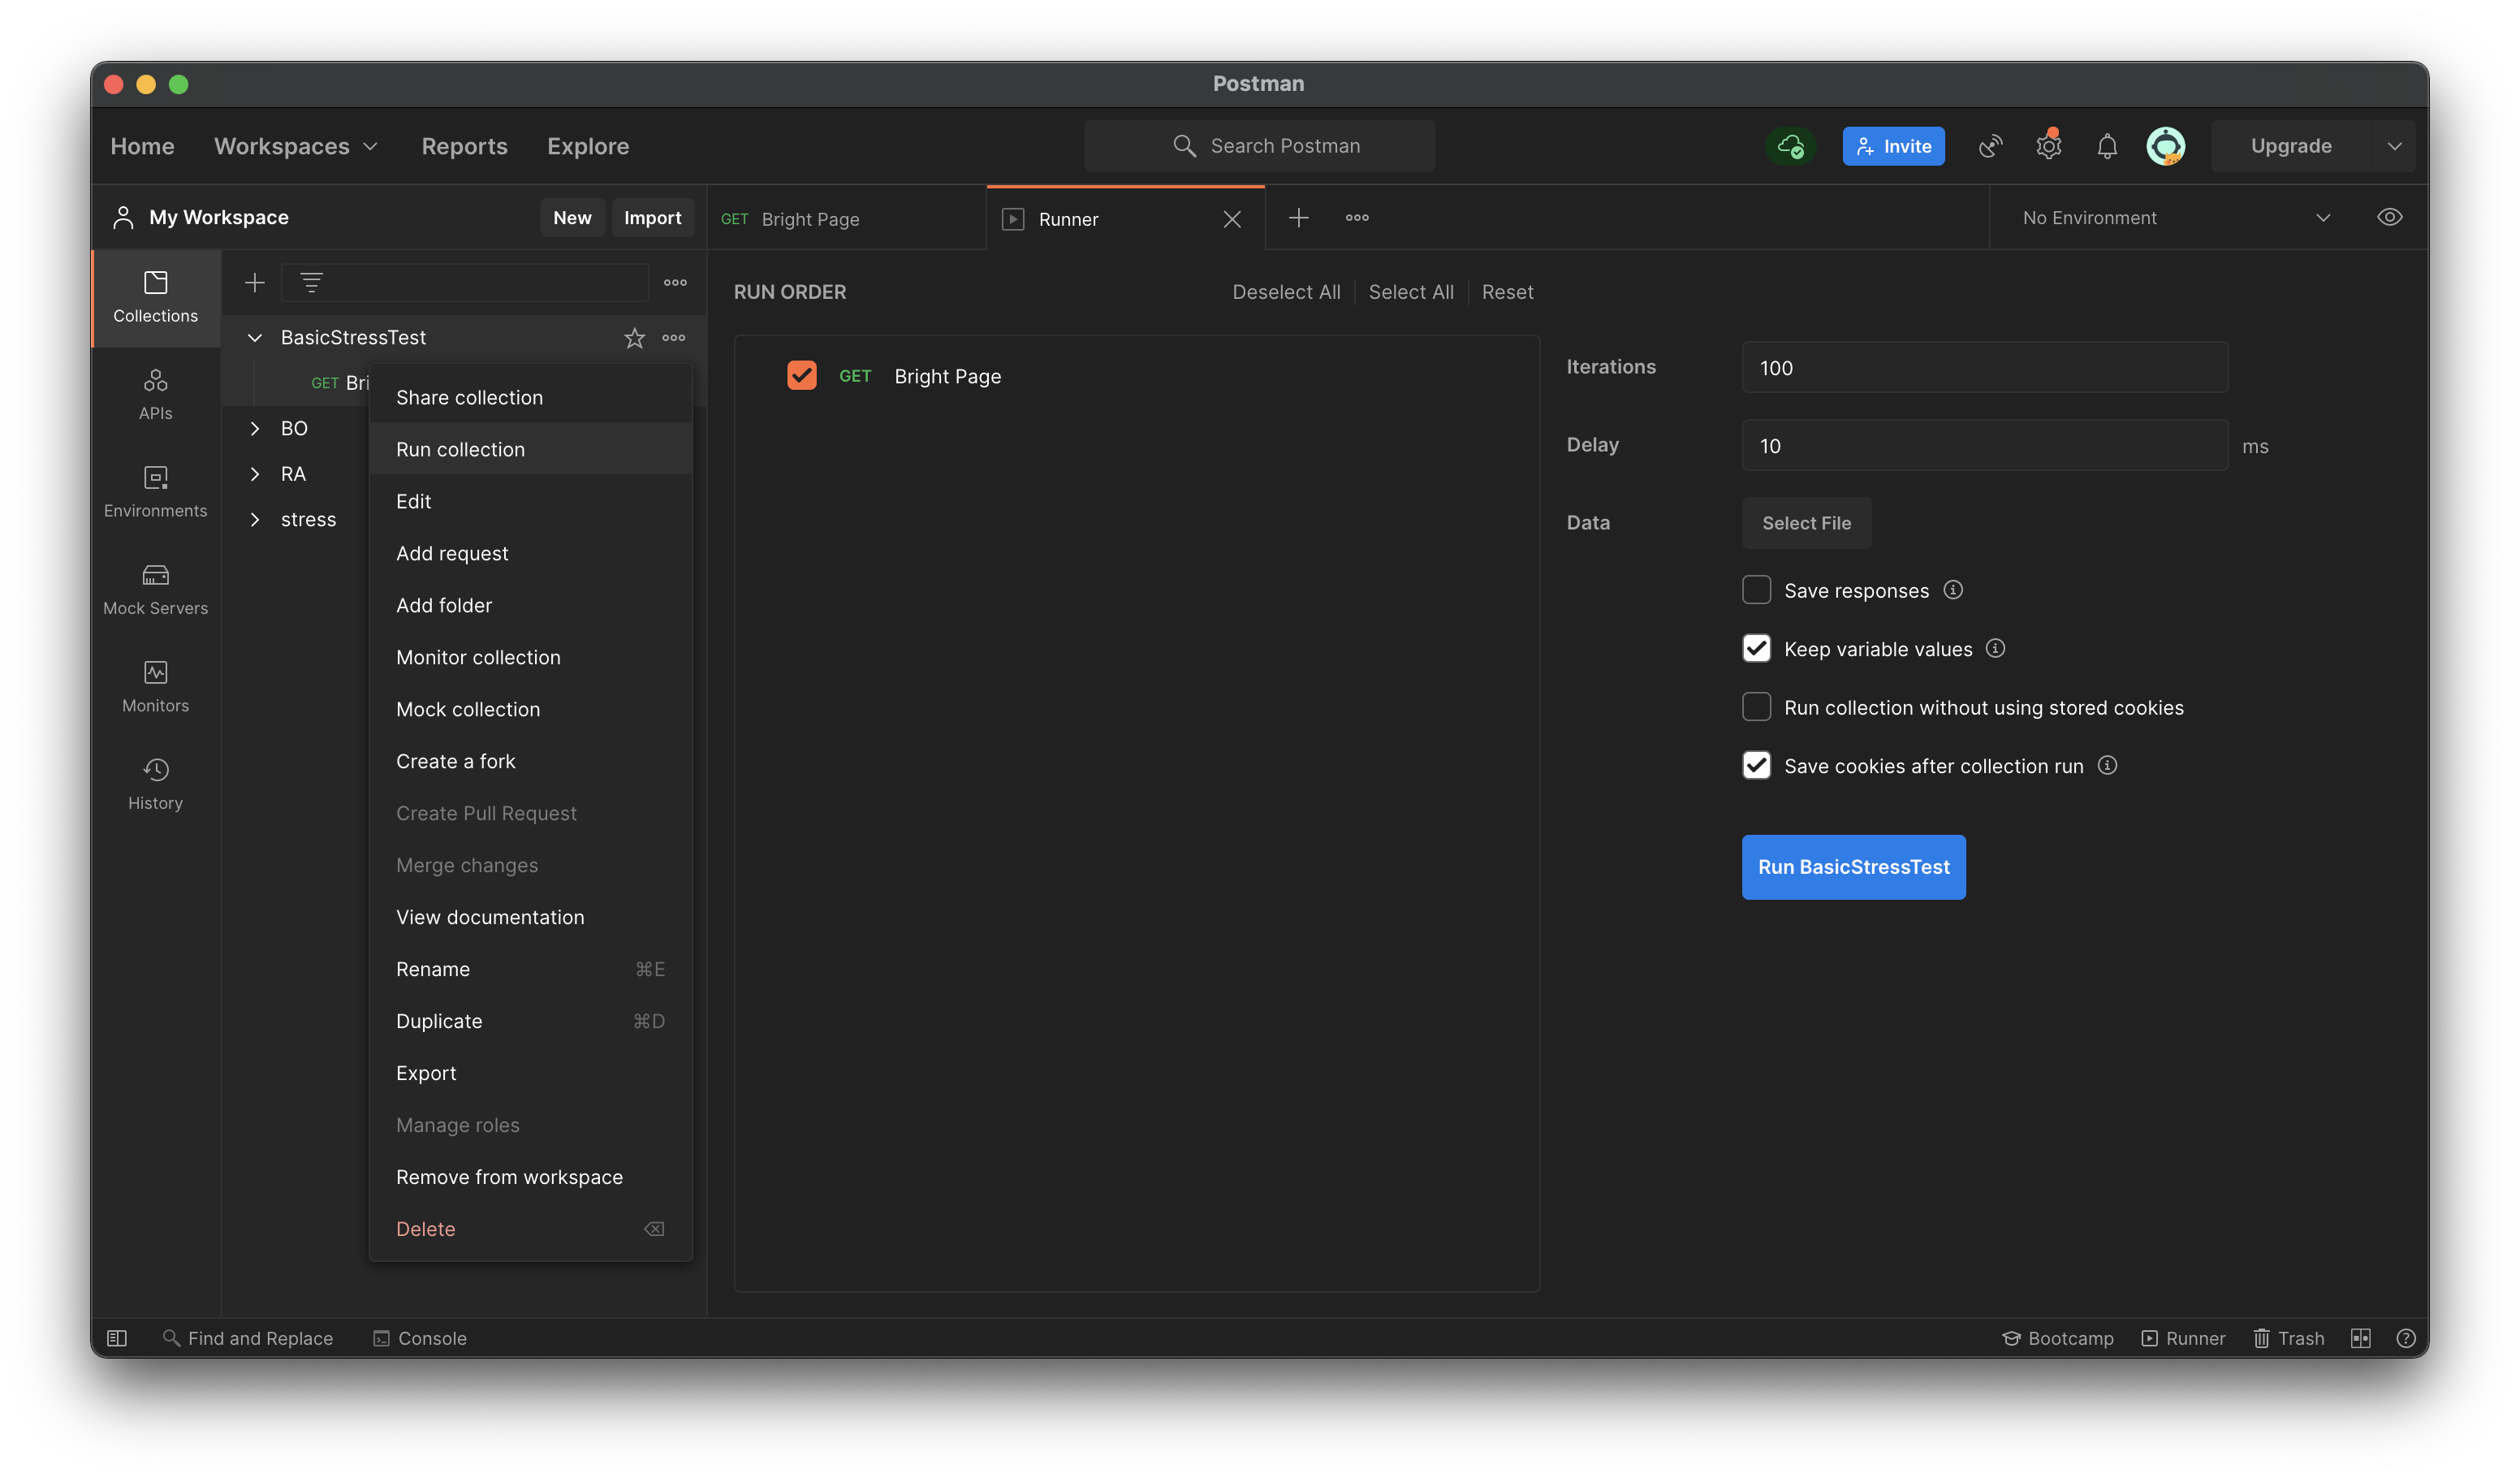 Postman
Home Workspaces Reports Explore
Search Postman
Invite
Upgrade
My Workspace
New Import
GET Bright Page
Runner
No Environment
Collections
APIs
Environments
Mock Servers
Monitors
History
BasicStressTest
GET Bri
BO
RA
stress
Share collection
Run collection
Edit
Add request
Add folder
Monitor collection
Mock collection
Create a fork
Create Pull Request
Merge changes
View documentation
Rename ⌘E
Duplicate ⌘D
Export
Manage roles
Remove from workspace
Delete ⌫
RUN ORDER
Deselect All Select All Reset
GET Bright Page
Iterations 100
Delay 10 ms
Data Select File
Save responses
Keep variable values
Run collection without using stored cookies
Save cookies after collection run
Run BasicStressTest
Find and Replace Console
Bootcamp Runner Trash